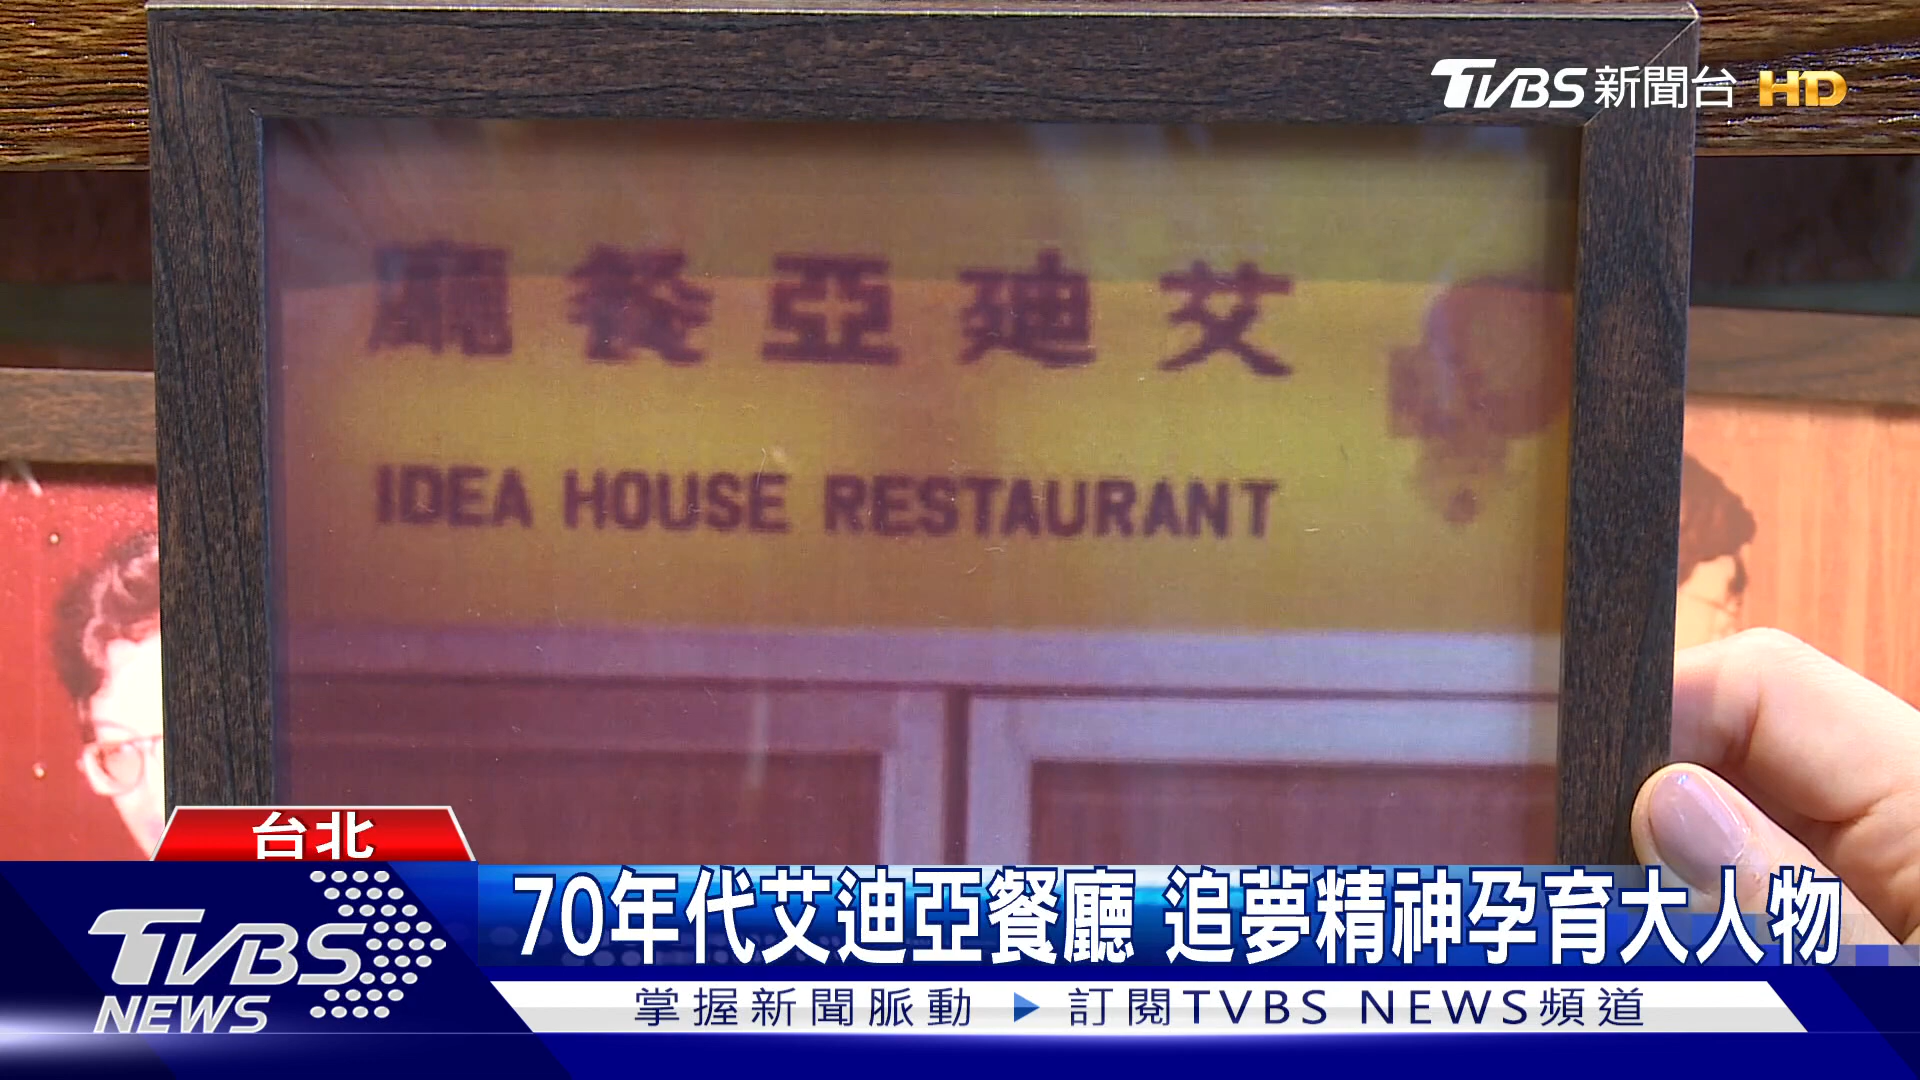 TVBS新聞台 HD
廳餐亞廸艾
IDEA HOUSE RESTAURANT
台北
70年代艾迪亞餐廳 追夢精神孕育大人物
TVBS NEWS
掌握新聞脈動 ▶ 訂閱TVBS NEWS頻道